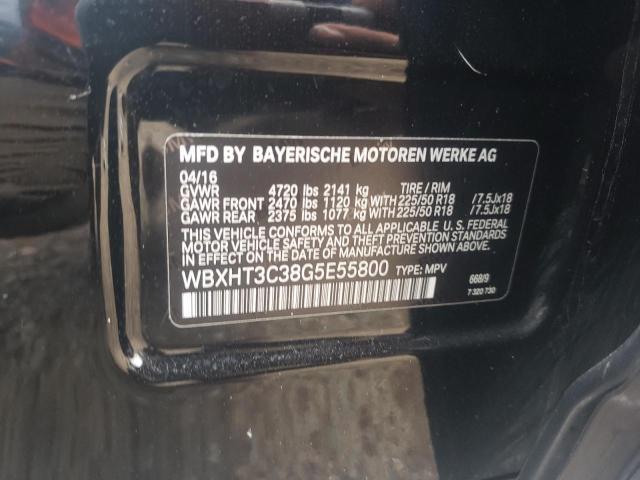 MFD BY BAYERISCHE MOTOREN WERKE AG
04/16
GVWR 4720 lbs 2141 kg TIRE / RIM
GAWR FRONT 2470 lbs 1120 kg WITH 225/50 R18 /7.5Jx18
GAWR REAR 2375 lbs 1077 kg WITH 225/50 R18 /7.5Jx18
THIS VEHICLE CONFORMS TO ALL APPLICABLE U.S. FEDERAL
MOTOR VEHICLE SAFETY, BUMPER, AND THEFT PREVENTION
STANDARDS IN EFFECT ON THE DATE OF MANUFACTURE SHOWN ABOVE.
WBXHT3C38G5E55800 TYPE: MPV
668/9
7 320 730